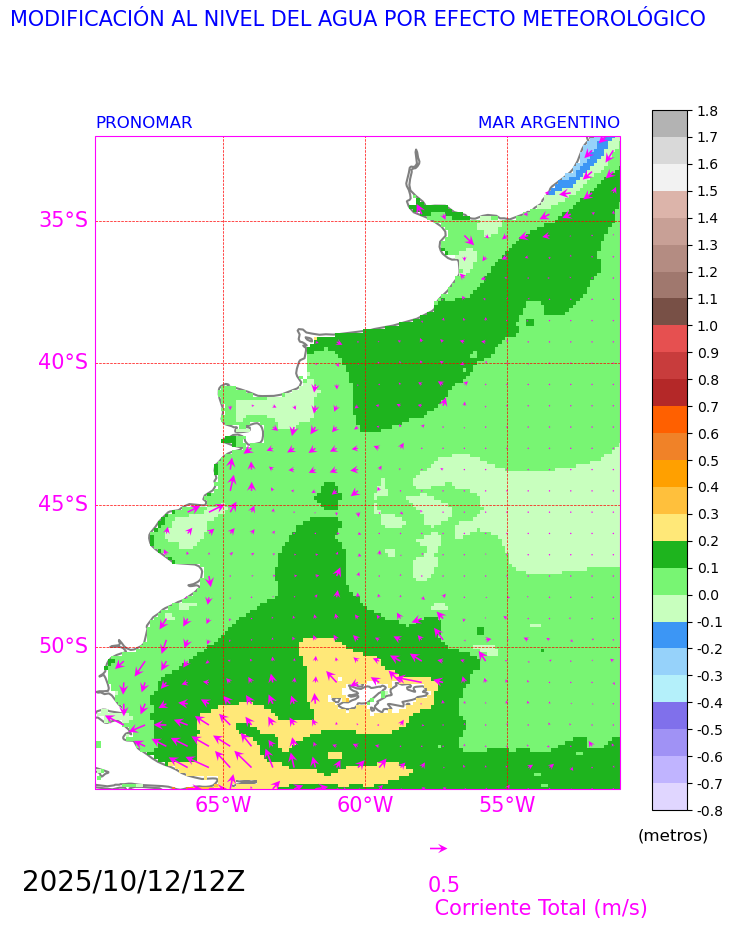 MODIFICACIÓN AL NIVEL DEL AGUA POR EFECTO METEOROLÓGICO
PRONOMAR MAR ARGENTINO
1.8
1.7
1.6
1.5
1.4
1.3
1.2
1.1
1.0
0.9
0.8
0.7
0.6
0.5
0.4
0.3
0.2
0.1
0.0
-0.1
-0.2
-0.3
-0.4
-0.5
-0.6
-0.7
-0.8
(metros)
35°S
40°S
45°S
50°S
65°W 60°W 55°W
2025/10/12/12Z
0.5
Corriente Total (m/s)